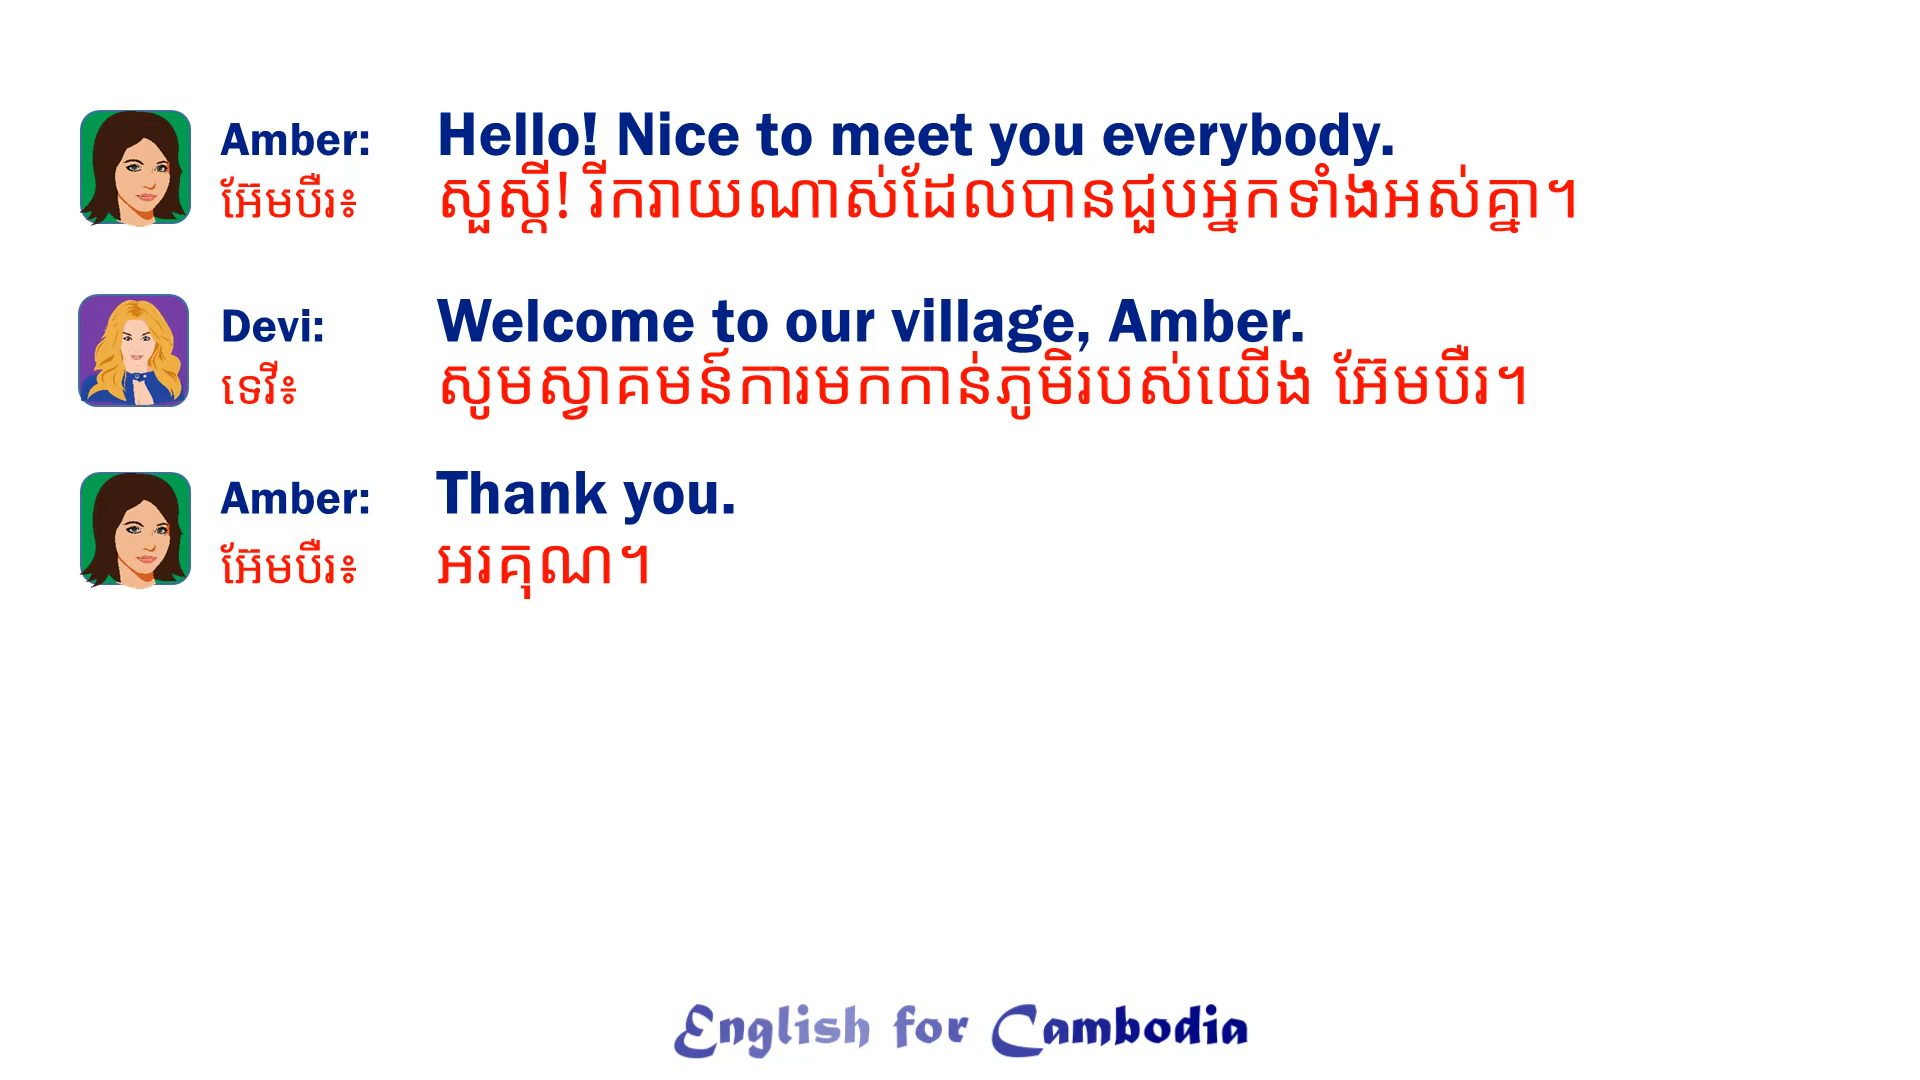 Amber: Hello! Nice to meet you everybody.
អ៊ែមបឺរ៖ សួស្តី! រីករាយណាស់ដែលបានជួបអ្នកទាំងអស់គ្នា។
Devi: Welcome to our village, Amber.
ទេវី៖ សូមស្វាគមន៍ការមកកាន់ភូមិរបស់យើង អ៊ែមបឺរ។
Amber: Thank you.
អ៊ែមបឺរ៖ អរគុណ។
English for Cambodia